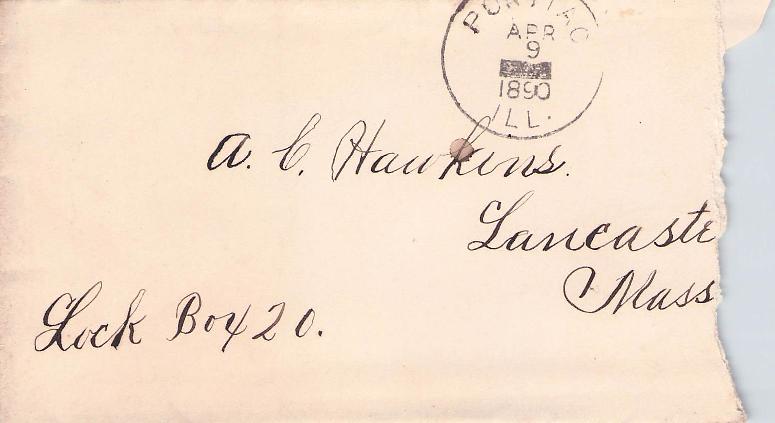 PONTIAC
APR
9
1890
ILL.
A. C. Hawkins.
Lancaste
Mass
Lock Box 20.